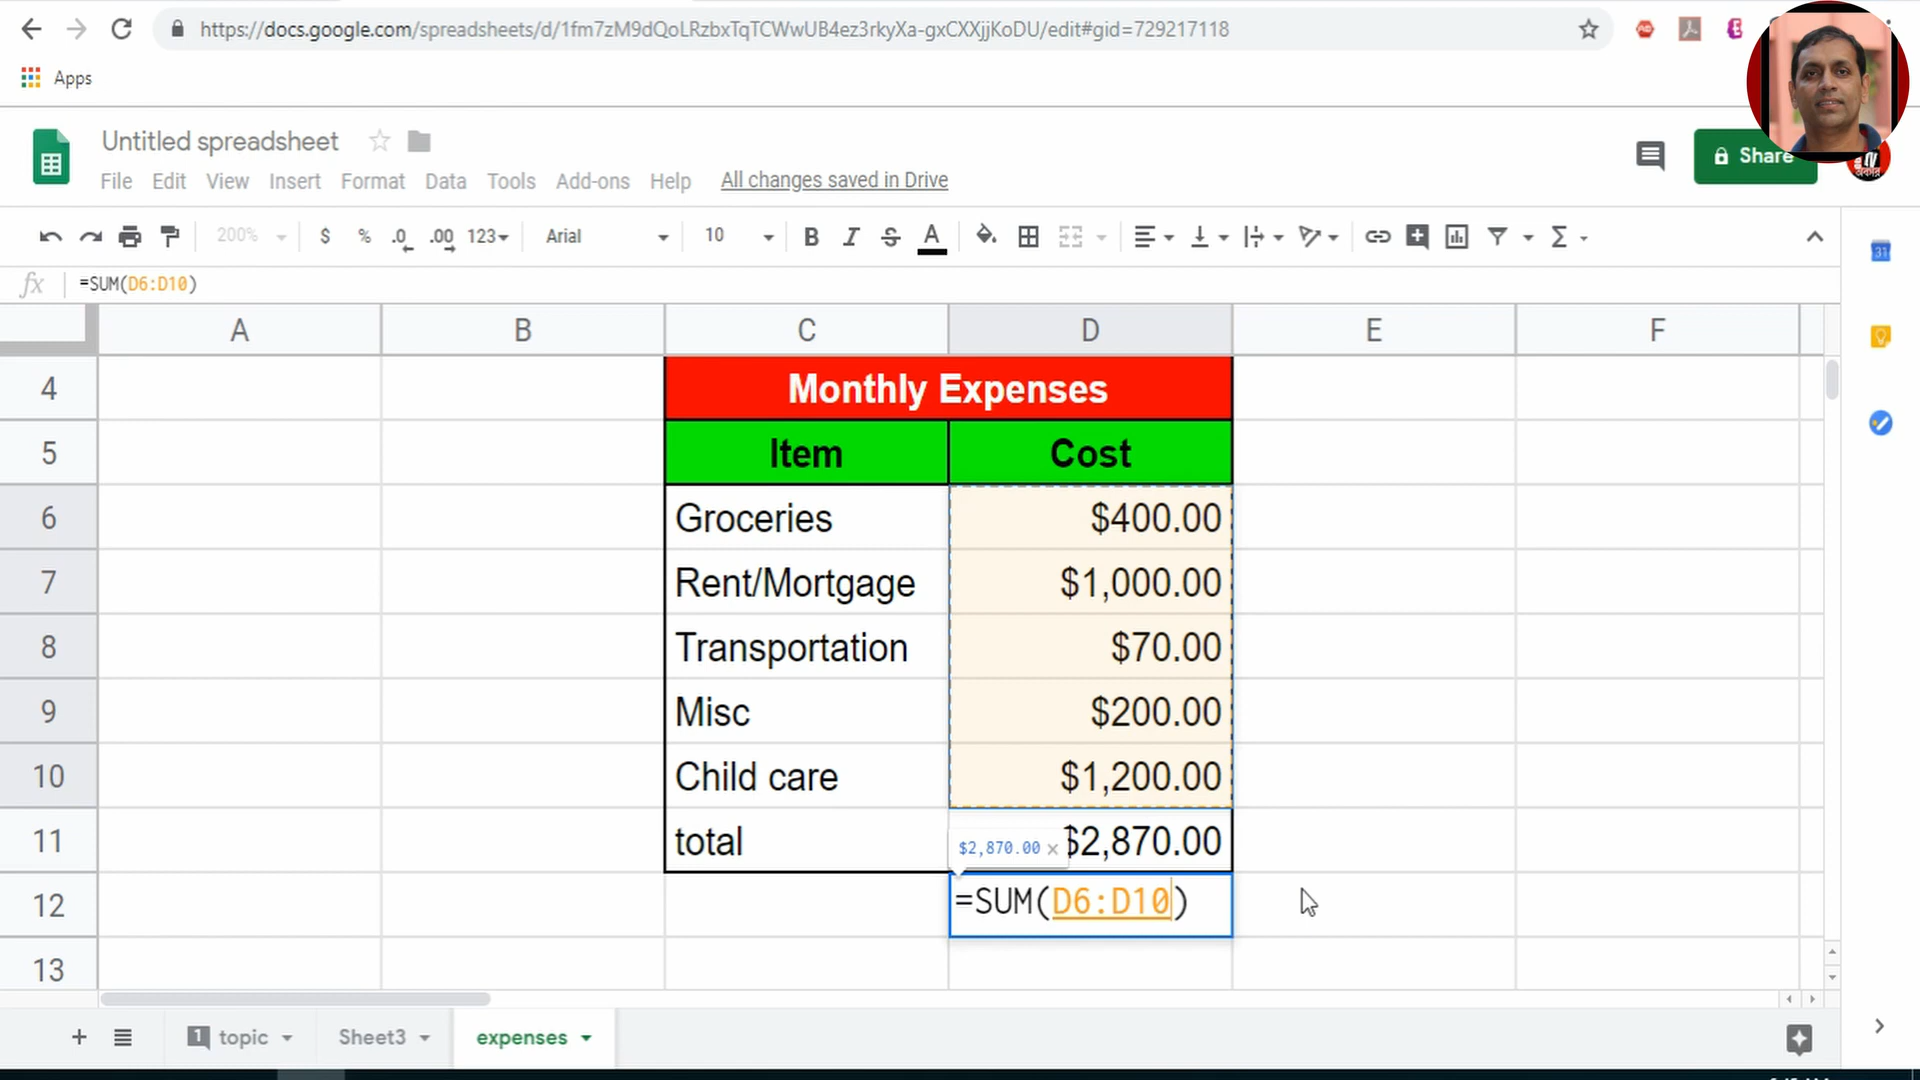 https://docs.google.com/spreadsheets/d/1fm7zM9dQoLRzbxTqTCWwUB4ez3rkyXa-gxCXXjjKoDU/edit#gid=729217118
Apps
Untitled spreadsheet
File Edit View Insert Format Data Tools Add-ons Help All changes saved in Drive
Share
200% $ % .0 .00 123 Arial 10 B I S A Σ
31
fx =SUM(D6:D10)
A B C D E F
4 Monthly Expenses
5 Item Cost
6 Groceries $400.00
7 Rent/Mortgage $1,000.00
8 Transportation $70.00
9 Misc $200.00
10 Child care $1,200.00
11 total $2,870.00 × $2,870.00
12 =SUM(D6:D10)
13
+ 1 topic Sheet3 expenses